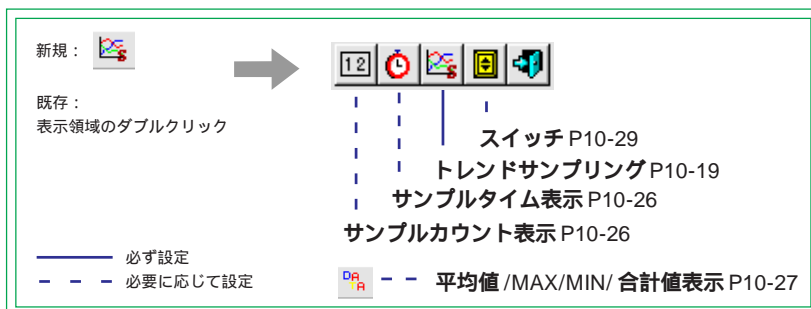 新規：
12
既存：
表示領域のダブルクリック
スイッチ P10-29
トレンドサンプリング P10-19
サンプルタイム表示 P10-26
サンプルカウント表示 P10-26
必ず設定
必要に応じて設定
DATA
平均値 /MAX/MIN/ 合計値表示 P10-27